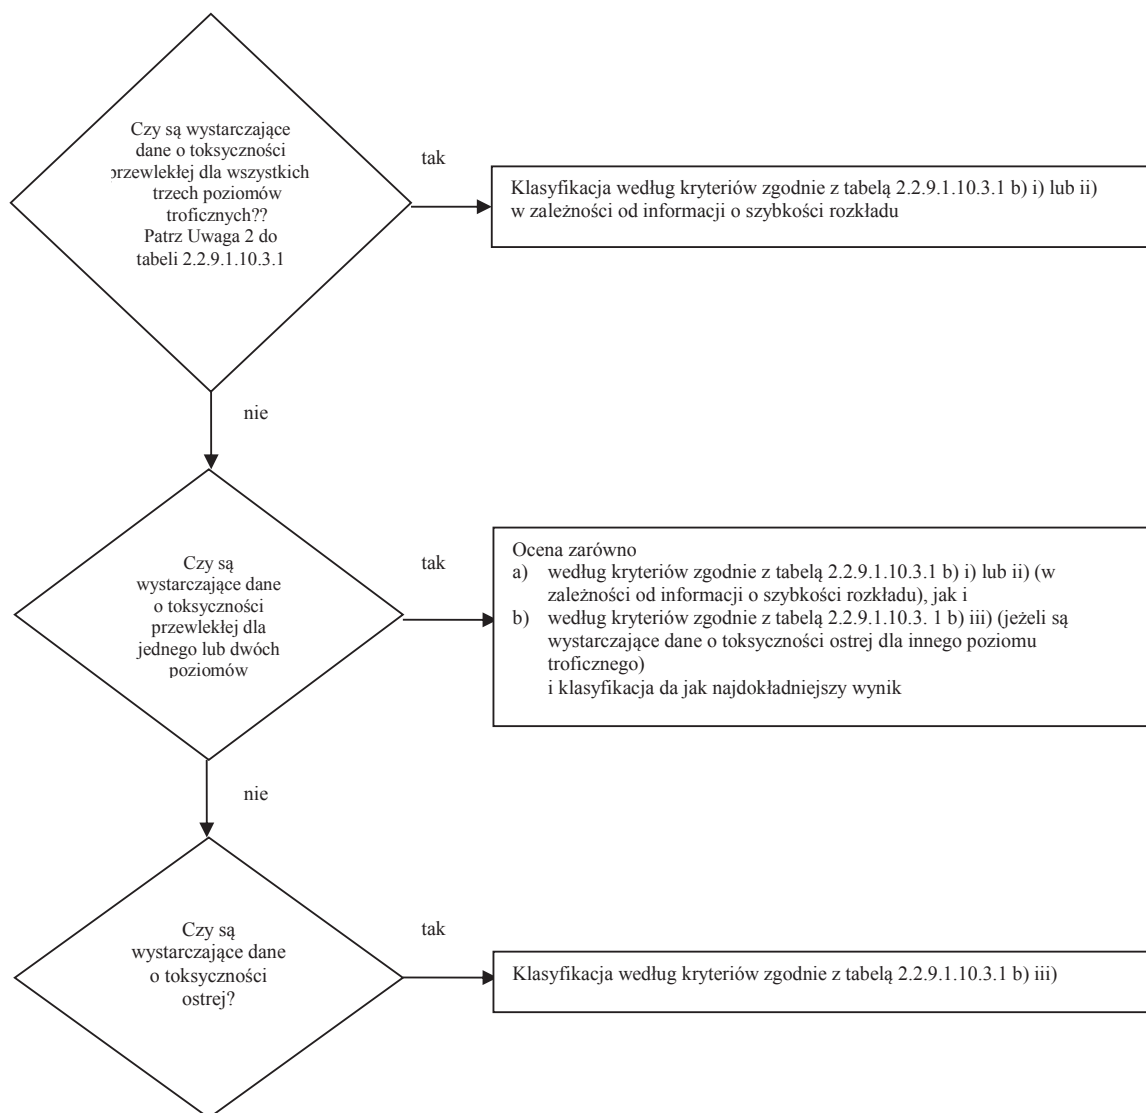 Czy są wystarczające
dane o toksyczności
przewlekłej dla wszystkich
trzech poziomów
troficznych??
Patrz Uwaga 2 do
tabeli 2.2.9.1.10.3.1
tak
Klasyfikacja według kryteriów zgodnie z tabelą 2.2.9.1.10.3.1 b) i) lub ii)
w zależności od informacji o szybkości rozkładu
nie
Czy są
wystarczające dane
o toksyczności
przewlekłej dla
jednego lub dwóch
poziomów
tak
Ocena zarówno
a) według kryteriów zgodnie z tabelą 2.2.9.1.10.3.1 b) i) lub ii) (w
zależności od informacji o szybkości rozkładu), jak i
b) według kryteriów zgodnie z tabelą 2.2.9.1.10.3. 1 b) iii) (jeżeli są
wystarczające dane o toksyczności ostrej dla innego poziomu
troficznego)
i klasyfikacja da jak najdokładniejszy wynik
nie
Czy są
wystarczające dane
o toksyczności
ostrej?
tak
Klasyfikacja według kryteriów zgodnie z tabelą 2.2.9.1.10.3.1 b) iii)